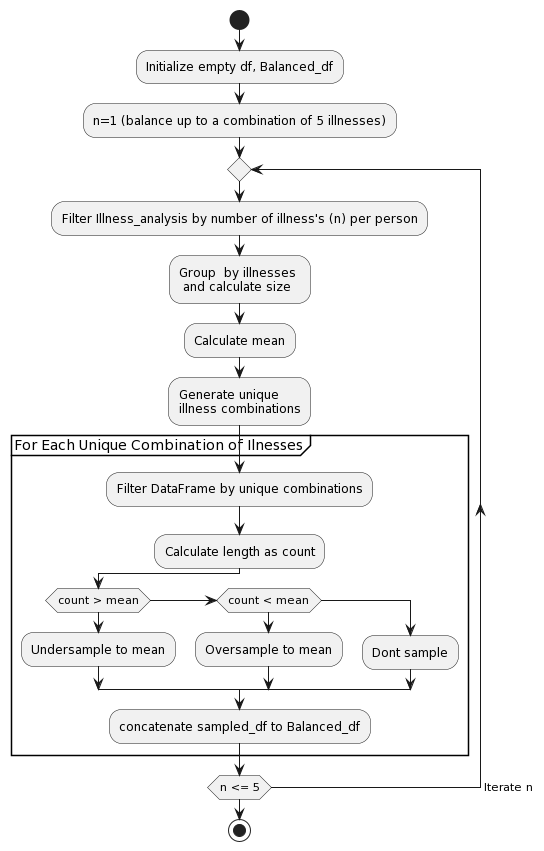 Initialize empty df, Balanced_df
n=1 (balance up to a combination of 5 illnesses)
Filter Illness_analysis by number of illness's (n) per person
Group  by illnesses
and calculate size
Calculate mean
Generate unique
illness combinations
For Each Unique Combination of Ilnesses
Filter DataFrame by unique combinations
Calculate length as count
count > mean
count < mean
Undersample to mean
Oversample to mean
Dont sample
concatenate sampled_df to Balanced_df
n <= 5
Iterate n